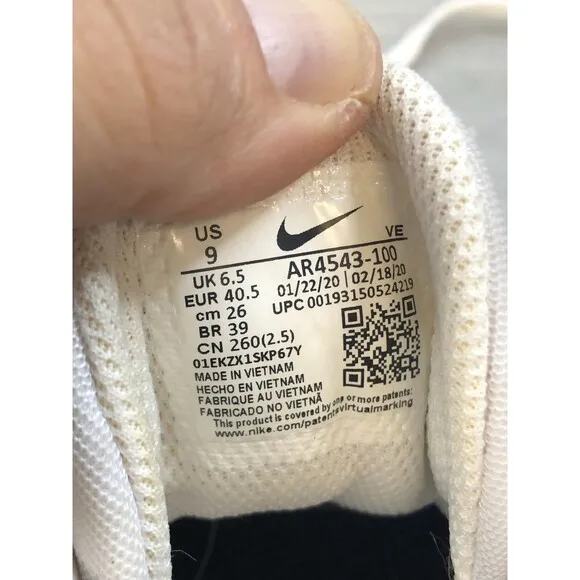 US
9
VE
UK 6.5
EUR 40.5
cm 26
BR 39
CN 260(2.5)
AR4543-100
01/22/20 | 02/18/20
UPC 00193150524219
01EKZX1SKP67Y
MADE IN VIETNAM
HECHO EN VIETNAM
FABRIQUE AU VIETNAM
FABRICADO NO VIETNÃ
This product is covered by one or more patents:
www.nike.com/patentsvirtualmarking